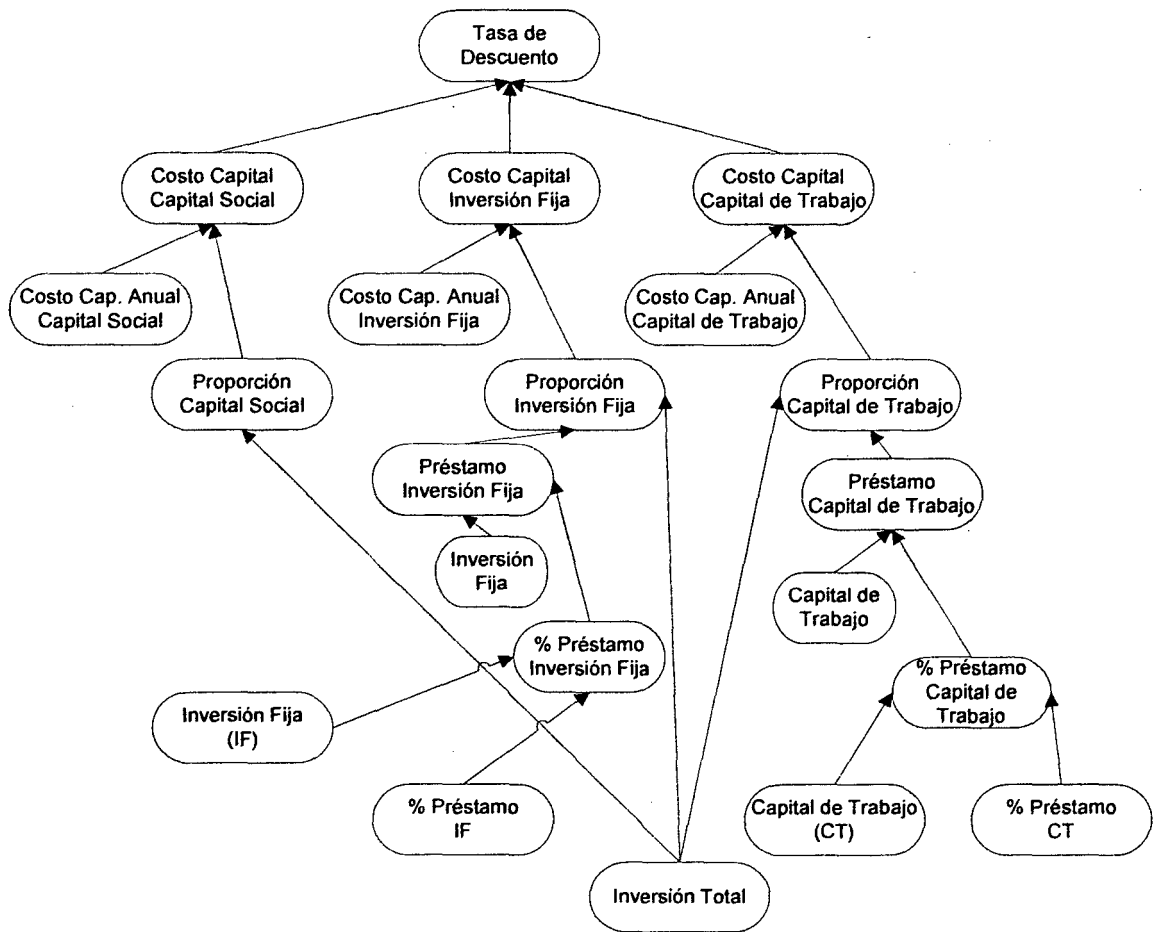 Tasa de
Descuento
Costo Capital
Capital Social
Costo Capital
Inversión Fija
Costo Capital
Capital de Trabajo
Costo Cap. Anual
Capital Social
Costo Cap. Anual
Inversión Fija
Costo Cap. Anual
Capital de Trabajo
Proporción
Capital Social
Proporción
Inversión Fija
Proporción
Capital de Trabajo
Préstamo
Inversión Fija
Préstamo
Capital de Trabajo
Inversión
Fija
Capital de
Trabajo
% Préstamo
Inversión Fija
% Préstamo
Capital de
Trabajo
Inversión Fija
(IF)
% Préstamo
IF
Capital de Trabajo
(CT)
% Préstamo
CT
Inversión Total